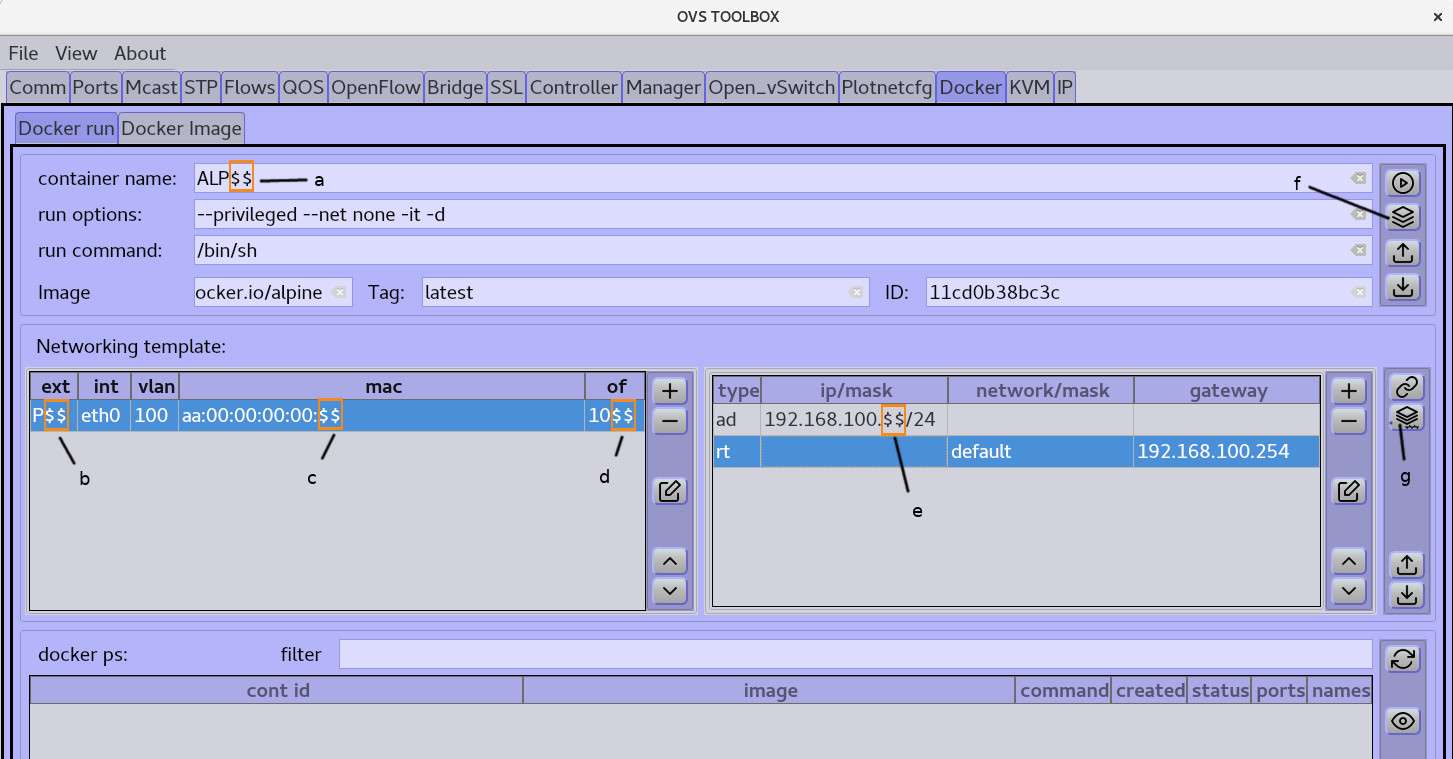 OVS TOOLBOX ×
File View About
Comm Ports Mcast STP Flows QOS OpenFlow Bridge SSL Controller Manager Open_vSwitch Plotnetcfg Docker KVM IP
Docker run Docker Image
container name: ALP$$ a
f
run options: --privileged --net none -it -d
run command: /bin/sh
Image ocker.io/alpine Tag: latest ID: 11cd0b38bc3c
Networking template:
ext int vlan mac of
P$$ eth0 100 aa:00:00:00:00:$$ 10$$
b c d
type ip/mask network/mask gateway
ad 192.168.100.$$/24
rt default 192.168.100.254
e
g
docker ps: filter
cont id image command created status ports names